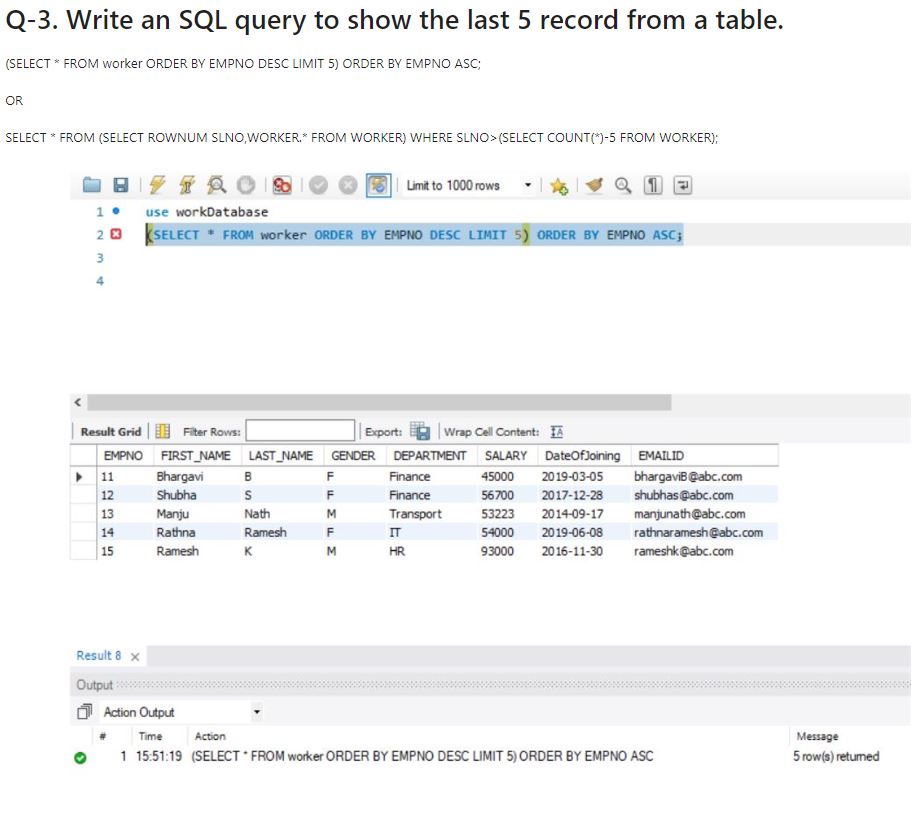 Q-3. Write an SQL query to show the last 5 record from a table.
(SELECT * FROM worker ORDER BY EMPNO DESC LIMIT 5) ORDER BY EMPNO ASC;
OR
SELECT * FROM (SELECT ROWNUM SLNO,WORKER.* FROM WORKER) WHERE SLNO>(SELECT COUNT(*)-5 FROM WORKER);
Limit to 1000 rows
1 use workDatabase
2 (SELECT * FROM worker ORDER BY EMPNO DESC LIMIT 5) ORDER BY EMPNO ASC;
3
4
Result Grid Filter Rows: Export: Wrap Cell Content: IA
EMPNO FIRST_NAME LAST_NAME GENDER DEPARTMENT SALARY DateOfJoining EMAILID
11 Bhargavi B F Finance 45000 2019-03-05 bhargaviB@abc.com
12 Shubha S F Finance 56700 2017-12-28 shubhas@abc.com
13 Manju Nath M Transport 53223 2014-09-17 manjunath@abc.com
14 Rathna Ramesh F IT 54000 2019-06-08 rathnaramesh@abc.com
15 Ramesh K M HR 93000 2016-11-30 rameshk@abc.com
Result 8
Output
Action Output
# Time Action Message
1 15:51:19 (SELECT * FROM worker ORDER BY EMPNO DESC LIMIT 5) ORDER BY EMPNO ASC 5 row(s) returned